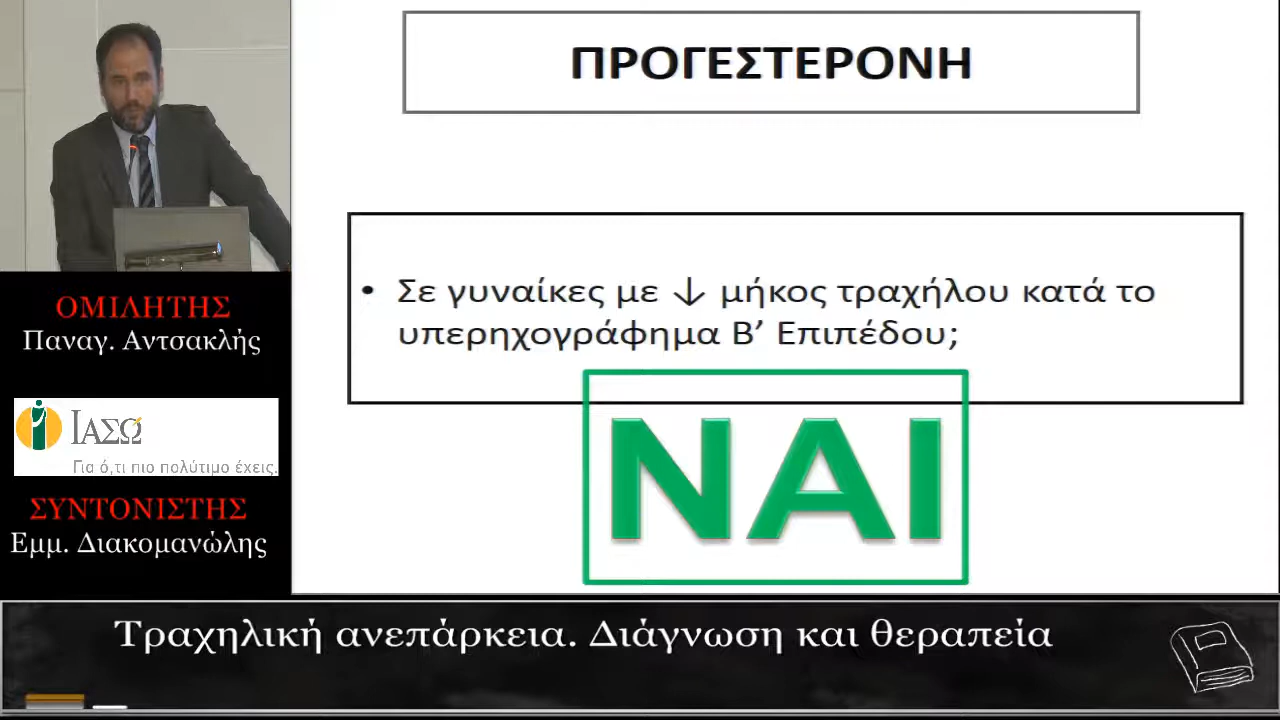 ΠΡΟΓΕΣΤΕΡΟΝΗ
• Σε γυναίκες με ↓ μήκος τραχήλου κατά το
υπερηχογράφημα Β’ Επιπέδου;
ΝΑΙ
ΟΜΙΛΗΤΗΣ
Παναγ. Αντσακλής
ΙΑΣΩ
Για ό,τι πιο πολύτιμο έχεις.
ΣΥΝΤΟΝΙΣΤΗΣ
Εμμ. Διακομανώλης
Τραχηλική ανεπάρκεια. Διάγνωση και θεραπεία